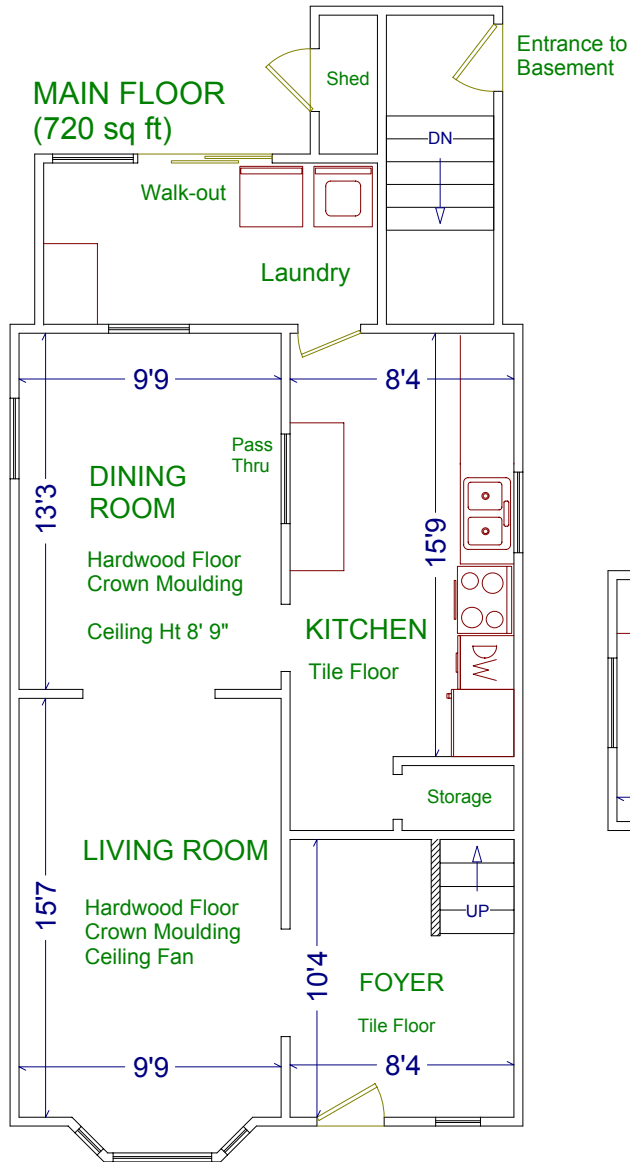 Entrance to
Basement
Shed
MAIN FLOOR
(720 sq ft)
DN
Walk-out
Laundry
9'9
8'4
Pass
Thru
DINING
ROOM
13'3
15'9
Hardwood Floor
Crown Moulding
Ceiling Ht 8' 9"
KITCHEN
Tile Floor
DW
Storage
LIVING ROOM
15'7
Hardwood Floor
Crown Moulding
Ceiling Fan
UP
10'4
FOYER
Tile Floor
9'9
8'4